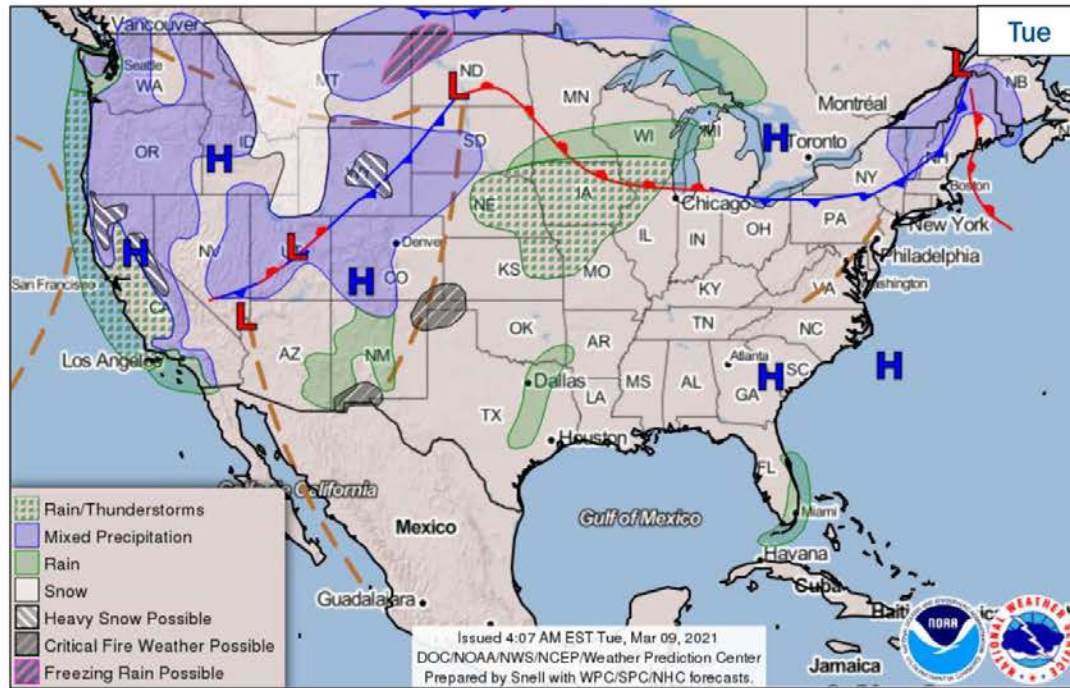 Tue
Vancouver
Seattle
WA
MT
ND
MN
L
L
NB
Montréal
OR
ID
SD
WI
MI
H
Toronto
H
NH
NY
Boston
NE
IA
Chicago
PA
New York
H
NV
L
Denver
IL
IN
OH
Philadelphia
San Francisco
H
CO
KS
MO
VA
Washington
CA
KY
L
Los Angeles
AZ
NM
OK
AR
TN
NC
Atlanta
SC
H
H
Dallas
MS
AL
GA
TX
LA
Houston
FL
California
Miami
Gulf of Mexico
Mexico
Havana
Cuba
Guadalajara
Jamaica
Rain/Thunderstorms
Mixed Precipitation
Rain
Snow
Heavy Snow Possible
Critical Fire Weather Possible
Freezing Rain Possible
Issued 4:07 AM EST Tue, Mar 09, 2021
DOC/NOAA/NWS/NCEP/Weather Prediction Center
Prepared by Snell with WPC/SPC/NHC forecasts.
NOAA
NATIONAL WEATHER SERVICE